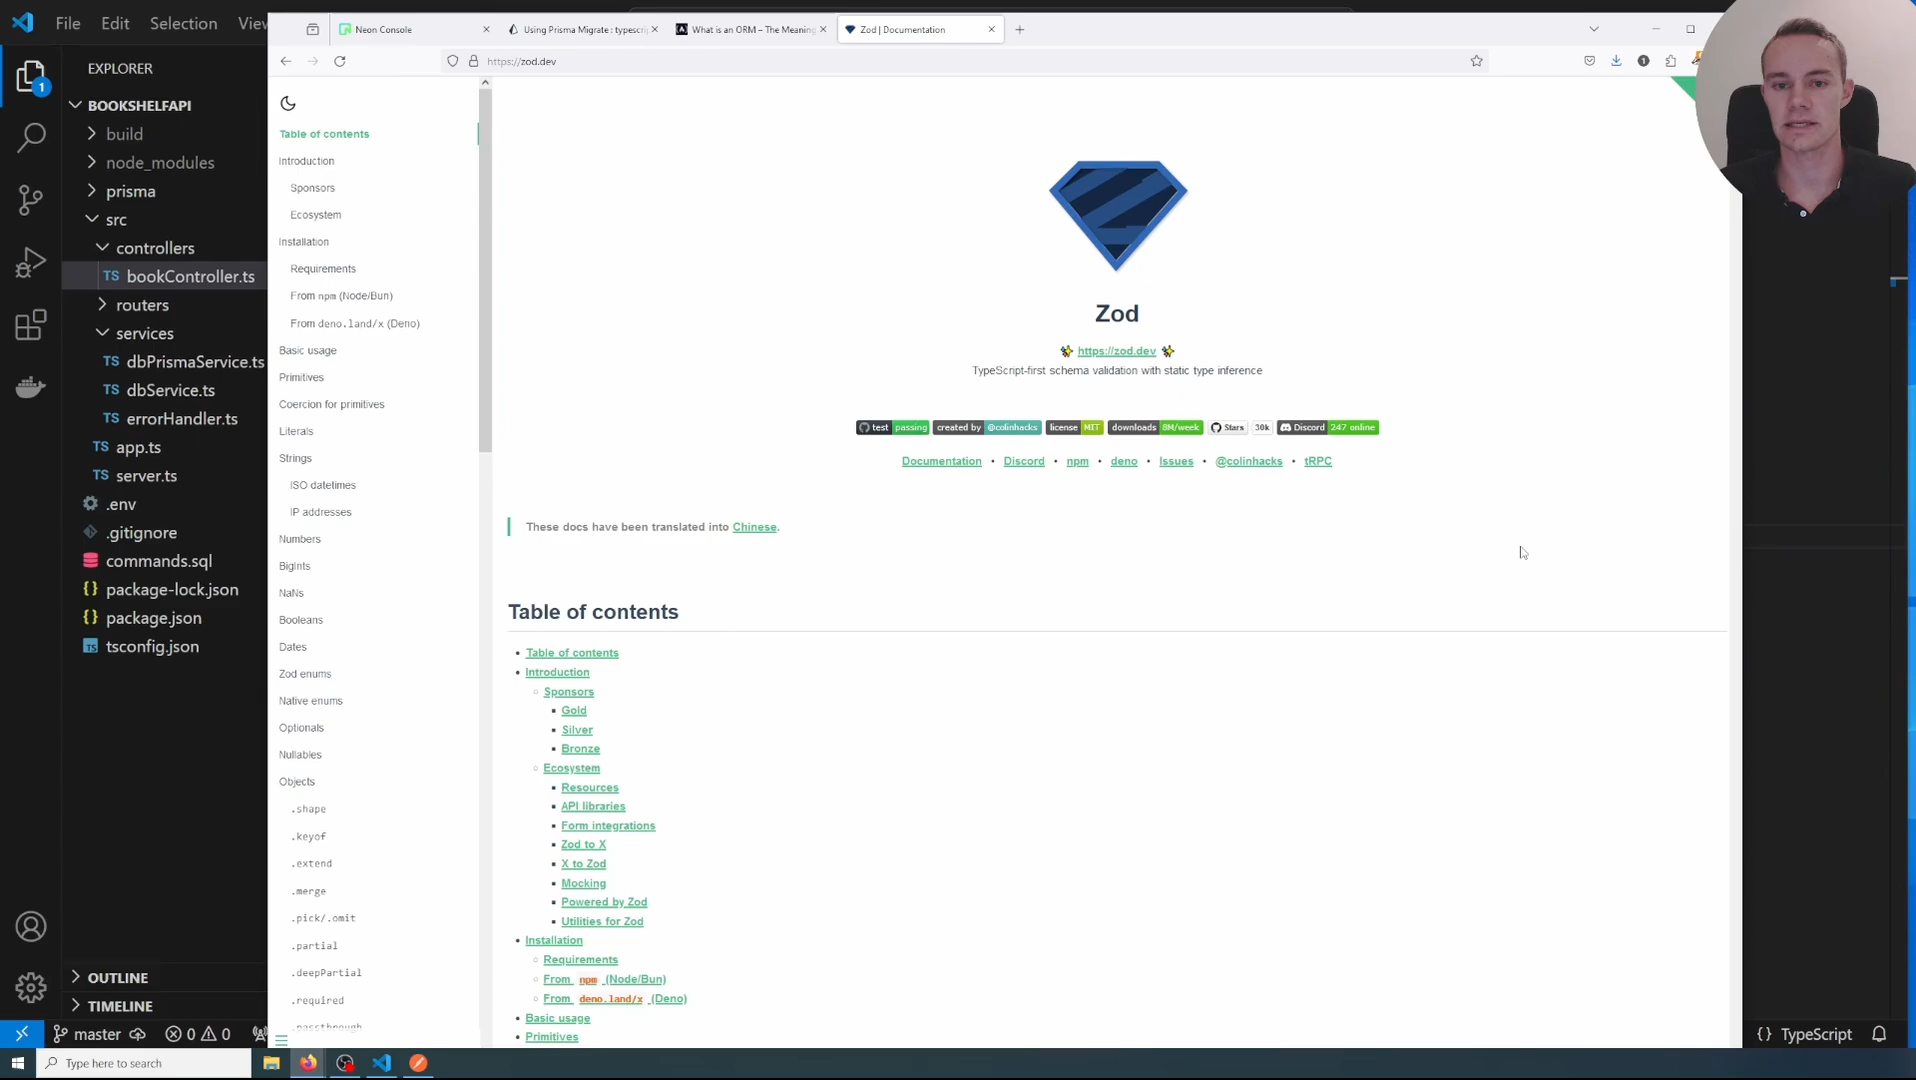 File Edit Selection View
EXPLORER
BOOKSHELFAPI
build
node_modules
prisma
src
controllers
TS bookController.ts
routers
services
TS dbPrismaService.ts
TS dbService.ts
TS errorHandler.ts
TS app.ts
TS server.ts
.env
.gitignore
commands.sql
{} package-lock.json
{} package.json
TS tsconfig.json
OUTLINE
TIMELINE
master
0 0
1
Neon Console
Using Prisma Migrate : typescri
What is an ORM – The Meaning
Zod | Documentation
https://zod.dev
Table of contents
Introduction
Sponsors
Ecosystem
Installation
Requirements
From npm (Node/Bun)
From deno.land/x (Deno)
Basic usage
Primitives
Coercion for primitives
Literals
Strings
ISO datetimes
IP addresses
Numbers
BigInts
NaNs
Booleans
Dates
Zod enums
Native enums
Optionals
Nullables
Objects
.shape
.keyof
.extend
.merge
.pick/.omit
.partial
.deepPartial
.required
.passthrough
Zod
https://zod.dev
TypeScript-first schema validation with static type inference
test passing created by @colinhacks license MIT downloads 8M/week Stars 30k Discord 247 online
Documentation • Discord • npm • deno • Issues • @colinhacks • tRPC
These docs have been translated into Chinese.
Table of contents
Table of contents
Introduction
Sponsors
Gold
Silver
Bronze
Ecosystem
Resources
API libraries
Form integrations
Zod to X
X to Zod
Mocking
Powered by Zod
Utilities for Zod
Installation
Requirements
From npm (Node/Bun)
From deno.land/x (Deno)
Basic usage
Primitives
{} TypeScript
Type here to search